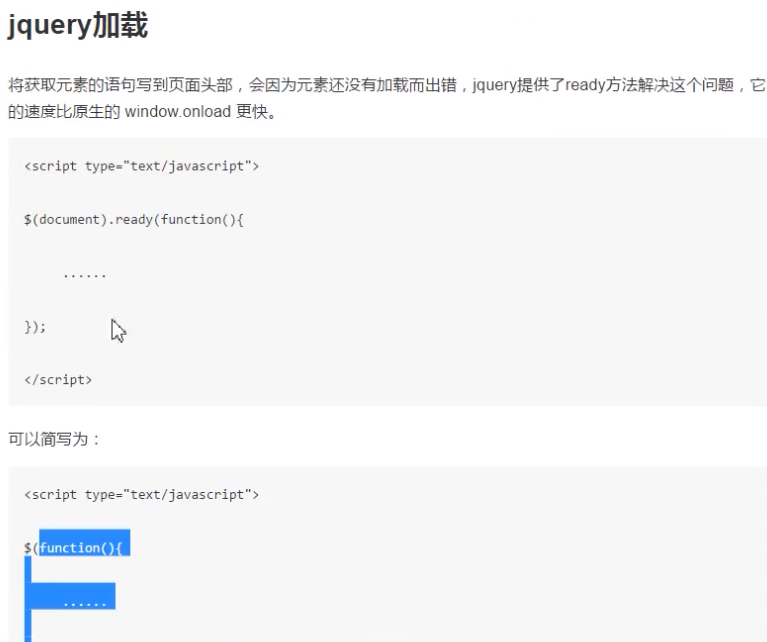 jquery加载
将获取元素的语句写到页面头部，会因为元素还没有加载而出错，jquery提供了ready方法解决这个问题，它
的速度比原生的 window.onload 更快。
<script type="text/javascript">
$(document).ready(function(){
......
});
</script>
可以简写为：
<script type="text/javascript">
$(function(){
......